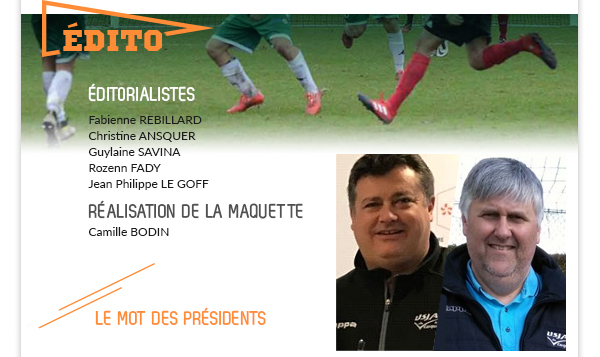 ÉDITO
ÉDITORIALISTES
Fabienne REBILLARD
Christine ANSQUER
Guylaine SAVINA
Rozenn FADY
Jean Philippe LE GOFF
RÉALISATION DE LA MAQUETTE
Camille BODIN
LE MOT DES PRÉSIDENTS